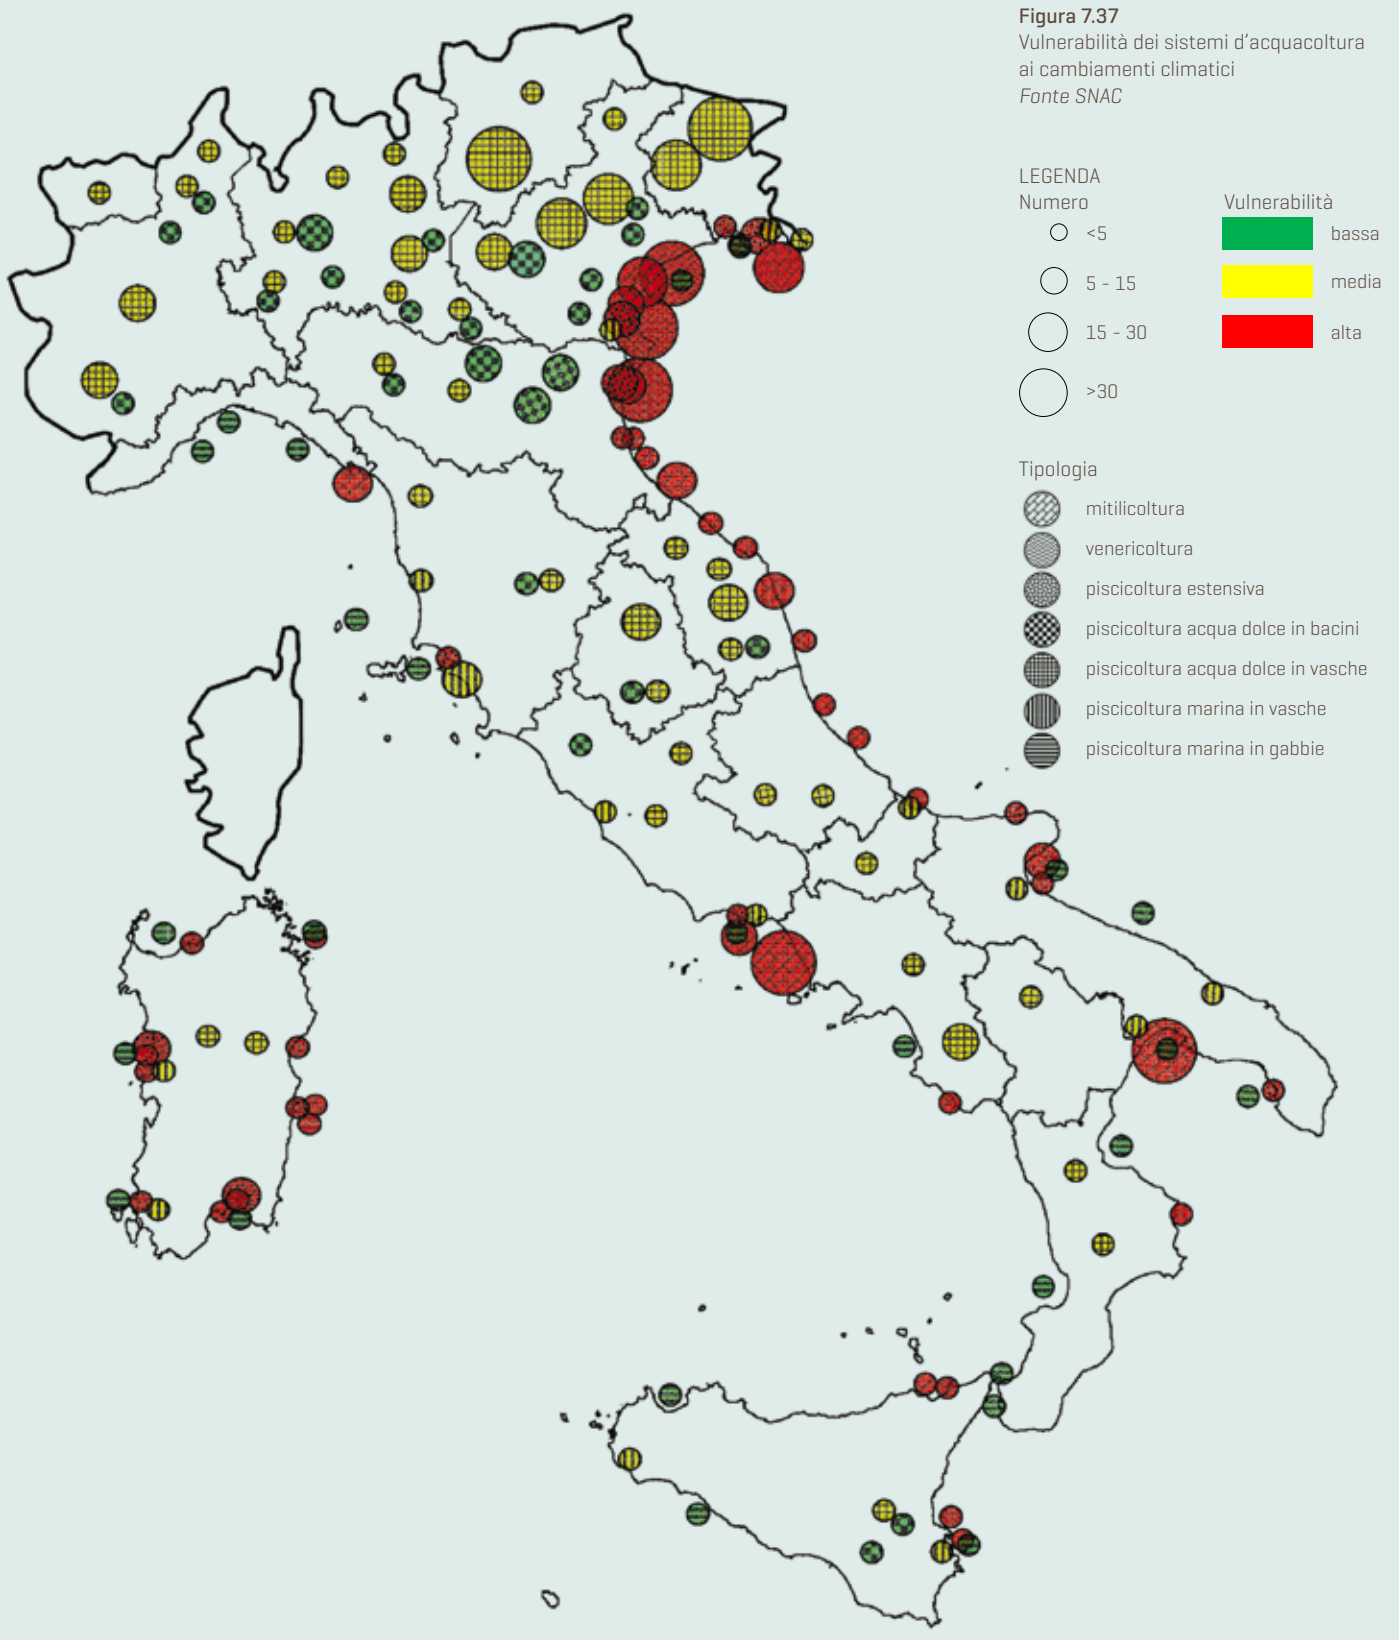 Figura 7.37
Vulnerabilità dei sistemi d'acquacoltura
ai cambiamenti climatici
Fonte SNAC
LEGENDA
Numero
<5
5 - 15
15 - 30
>30
Vulnerabilità
bassa
media
alta
Tipologia
mitilicoltura
venericoltura
piscicoltura estensiva
piscicoltura acqua dolce in bacini
piscicoltura acqua dolce in vasche
piscicoltura marina in vasche
piscicoltura marina in gabbie